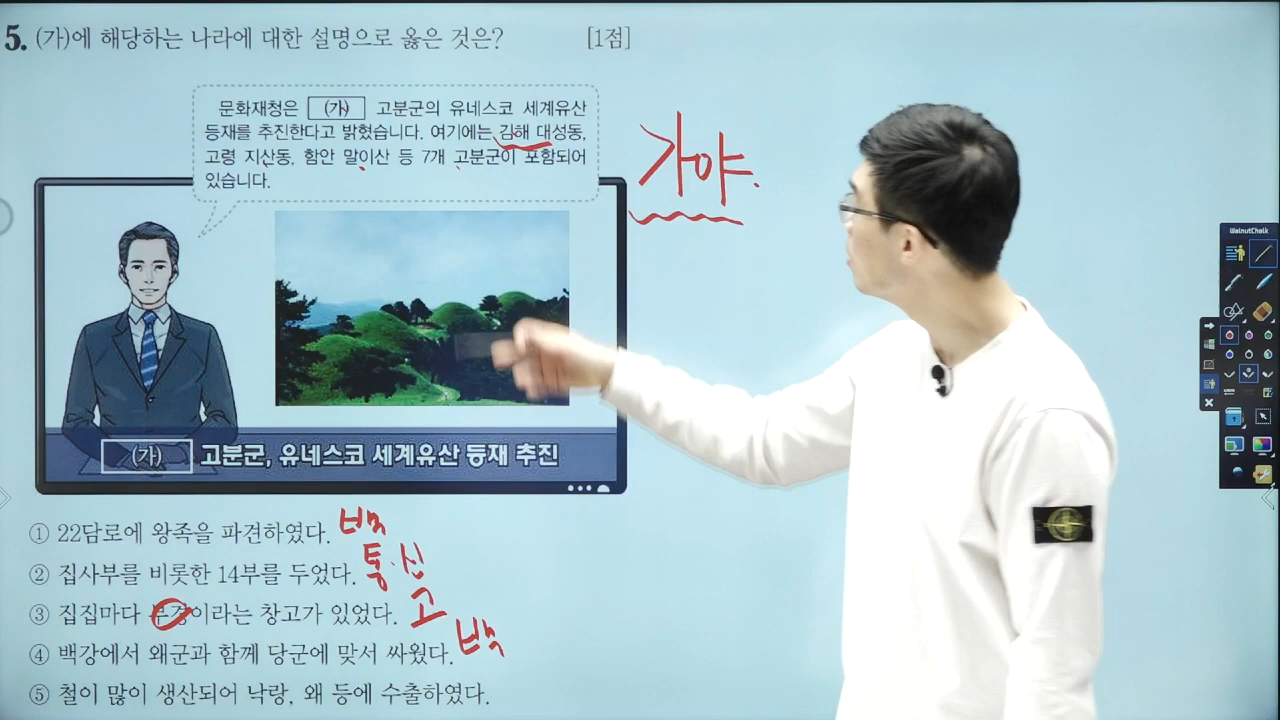 5. (가)에 해당하는 나라에 대한 설명으로 옳은 것은? [1점]
문화재청은 (가) 고분군의 유네스코 세계유산
등재를 추진한다고 밝혔습니다. 여기에는 김해 대성동,
고령 지산동, 함안 말이산 등 7개 고분군이 포함되어
있습니다.
가야.
(가) 고분군, 유네스코 세계유산 등재 추진
① 22담로에 왕족을 파견하였다. 백
② 집사부를 비롯한 14부를 두었다. 통.신
③ 집집마다 부경이라는 창고가 있었다. 고
④ 백강에서 왜군과 함께 당군에 맞서 싸웠다. 백
⑤ 철이 많이 생산되어 낙랑, 왜 등에 수출하였다.
WalnutChalk